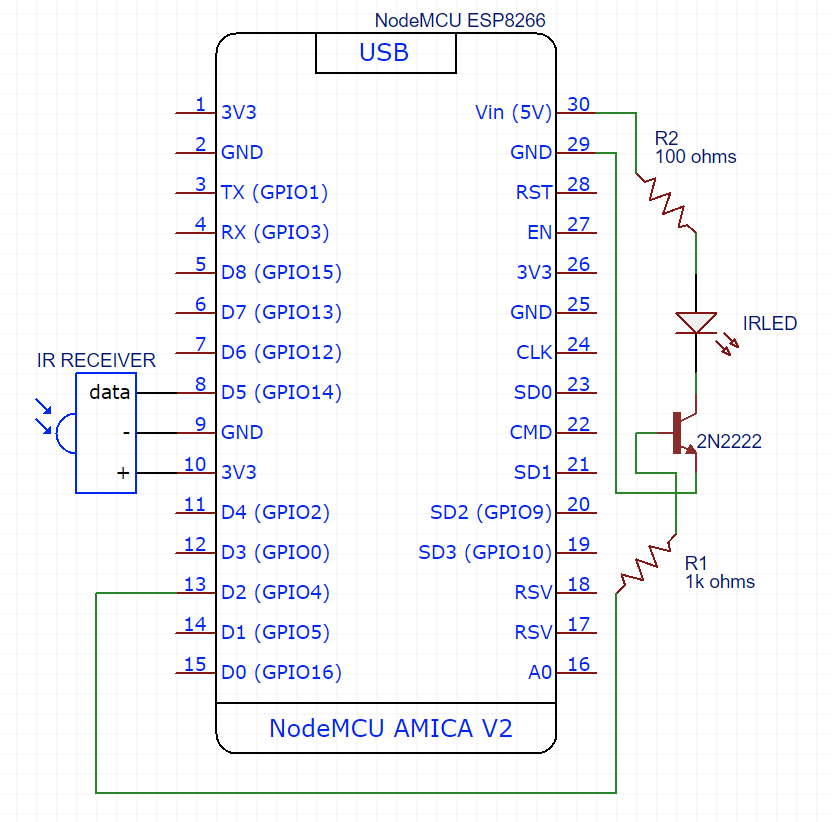 NodeMCU ESP8266
USB
1 3V3
2 GND
3 TX (GPIO1)
4 RX (GPIO3)
5 D8 (GPIO15)
6 D7 (GPIO13)
7 D6 (GPIO12)
8 D5 (GPIO14)
9 GND
10 3V3
11 D4 (GPIO2)
12 D3 (GPIO0)
13 D2 (GPIO4)
14 D1 (GPIO5)
15 D0 (GPIO16)
Vin (5V) 30
GND 29
RST 28
EN 27
3V3 26
GND 25
CLK 24
SD0 23
CMD 22
SD1 21
SD2 (GPIO9) 20
SD3 (GPIO10) 19
RSV 18
RSV 17
A0 16
NodeMCU AMICA V2
IR RECEIVER
data
-
+
R2
100 ohms
IRLED
2N2222
R1
1k ohms